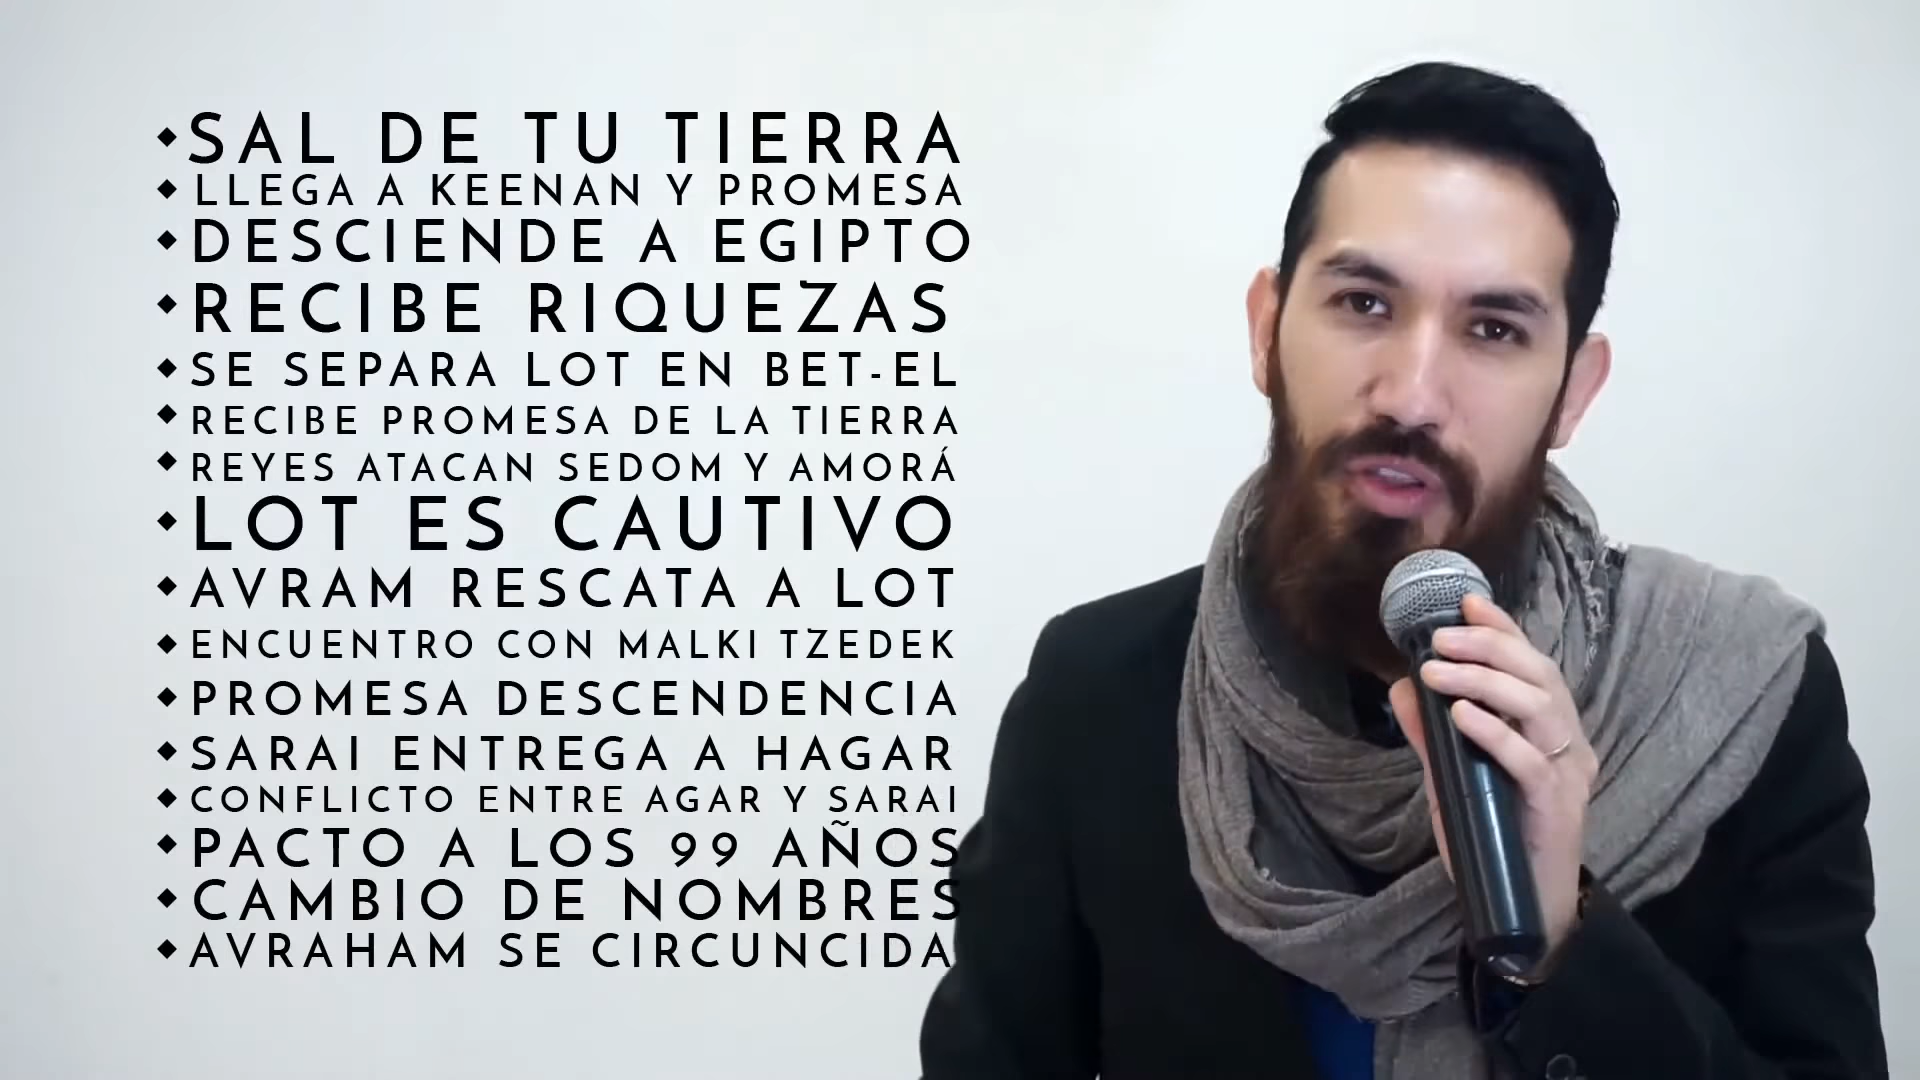 SAL DE TU TIERRA
LLEGA A KEENAN Y PROMESA
DESCIENDE A EGIPTO
RECIBE RIQUEZAS
SE SEPARA LOT EN BET-EL
RECIBE PROMESA DE LA TIERRA
REYES ATACAN SEDOM Y AMORÁ
LOT ES CAUTIVO
AVRAM RESCATA A LOT
ENCUENTRO CON MALKI TZEDEK
PROMESA DESCENDENCIA
SARAI ENTREGA A HAGAR
CONFLICTO ENTRE AGAR Y SARAI
PACTO A LOS 99 AÑOS
CAMBIO DE NOMBRES
AVRAHAM SE CIRCUNCIDA